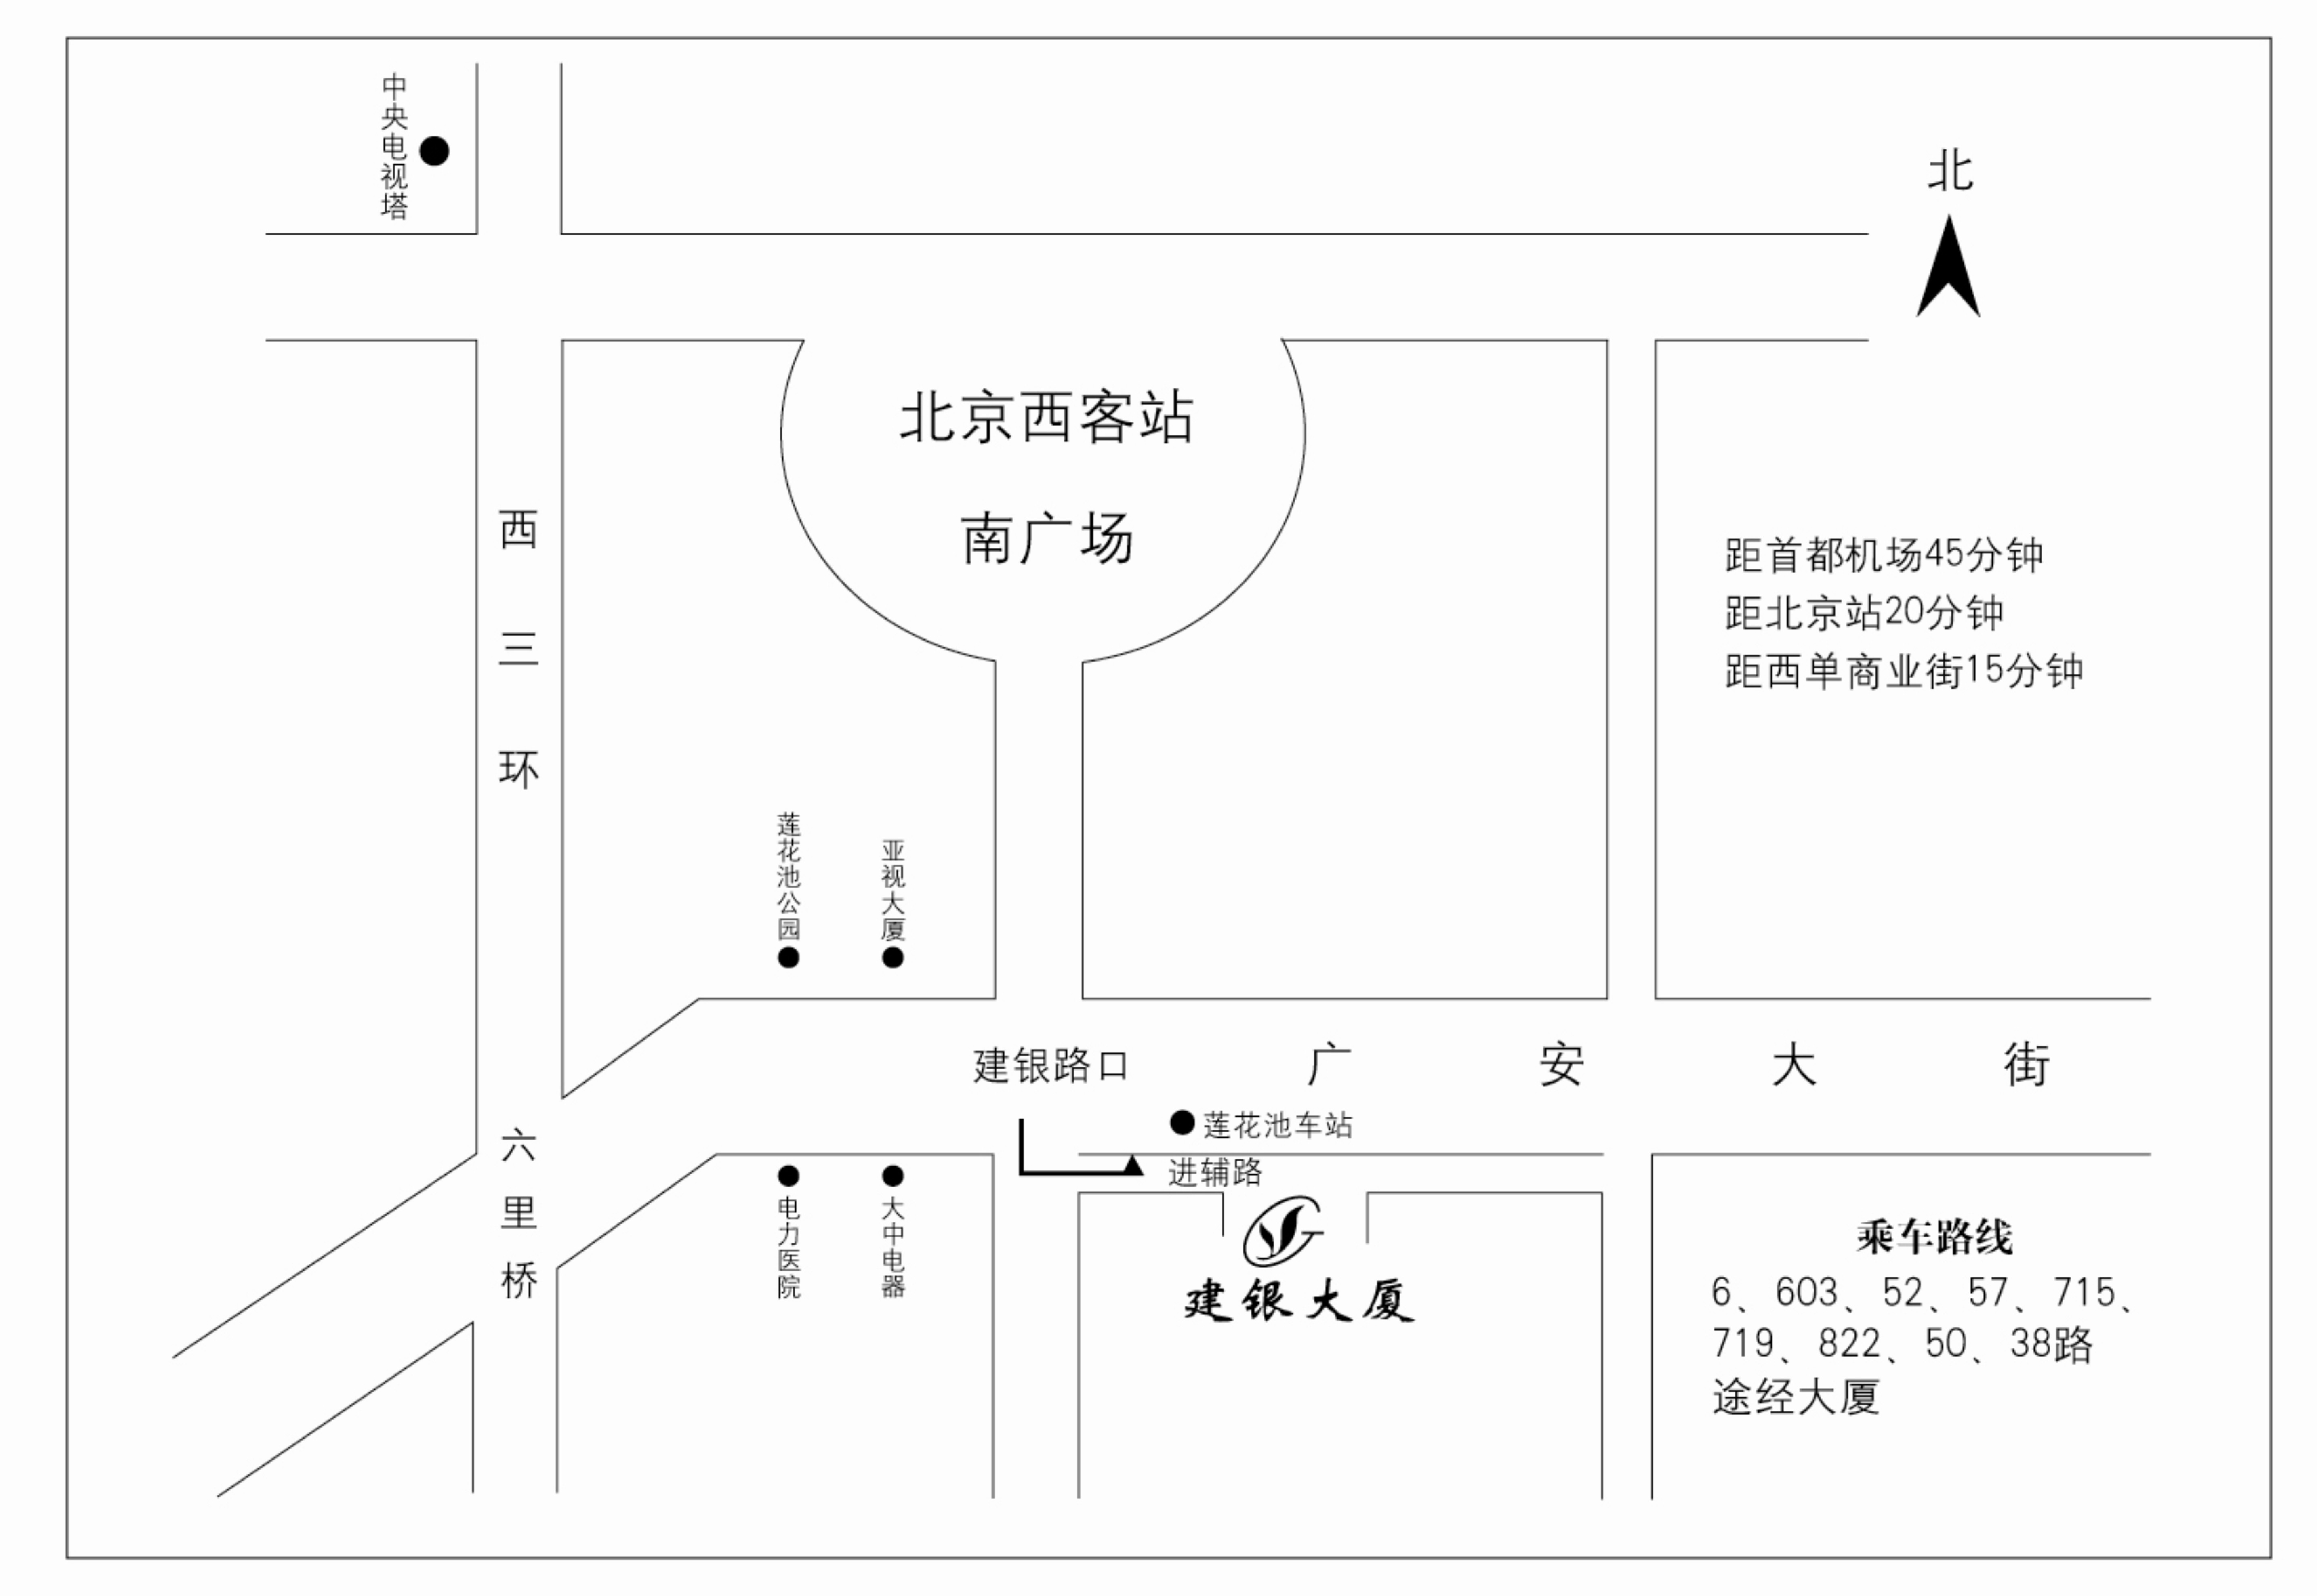 中央电视塔
北
北京西客站
南广场
西三环
距首都机场45分钟
距北京站20分钟
距西单商业街15分钟
莲花池公园
亚视大厦
建银路口
广安大街
莲花池车站
进辅路
六里桥
电力医院
大中电器
建银大厦
乘车路线
6、603、52、57、715、
719、822、50、38路
途经大厦